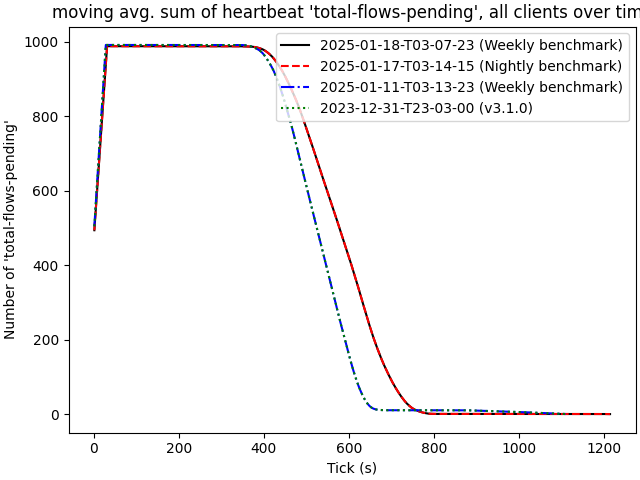 moving avg. sum of heartbeat 'total-flows-pending', all clients over tim
2025-01-18-T03-07-23 (Weekly benchmark)
2025-01-17-T03-14-15 (Nightly benchmark)
2025-01-11-T03-13-23 (Weekly benchmark)
2023-12-31-T23-03-00 (v3.1.0)
Number of 'total-flows-pending'
1000
800
600
400
200
0
0 200 400 600 800 1000 1200
Tick (s)